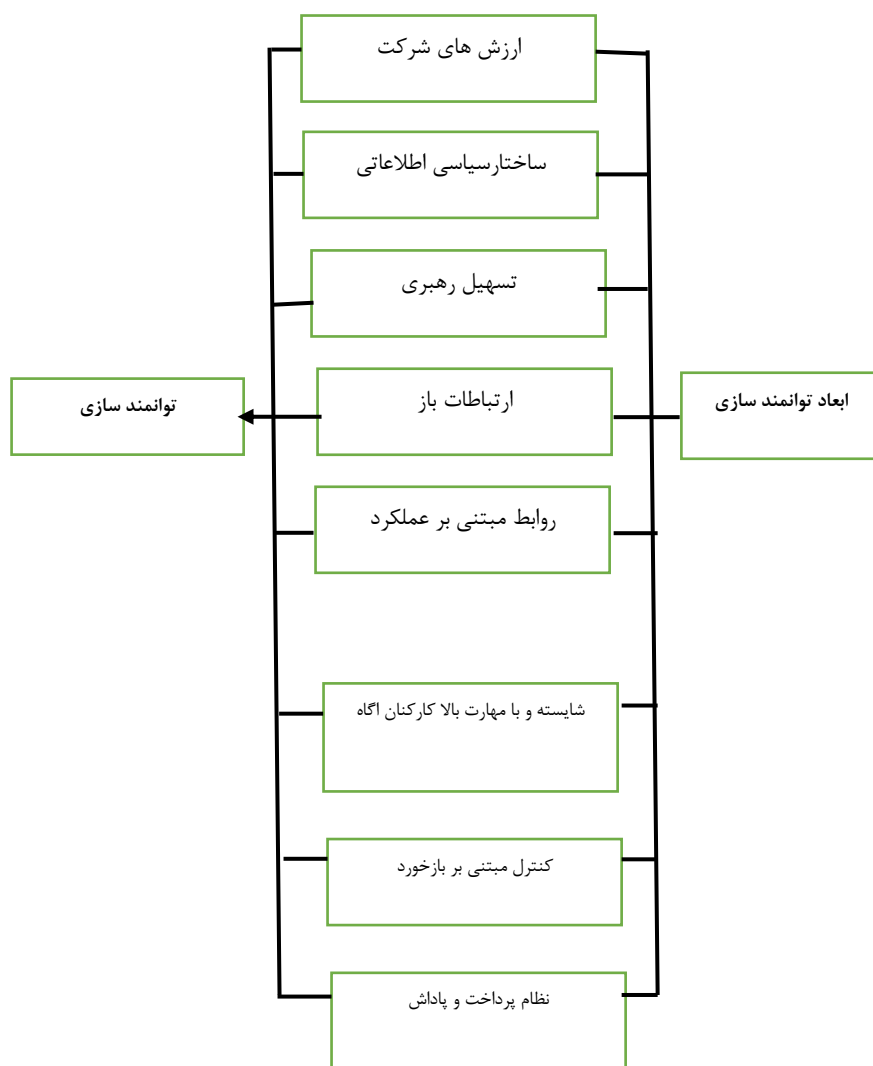 ارزش های شرکت
ساختارسیاسی اطلاعاتی
تسهیل رهبری
ابعاد توانمند سازی
ارتباطات باز
توانمند سازی
روابط مبتنی بر عملکرد
شایسته و با مهارت بالا کارکنان اگاه
کنترل مبتنی بر بازخورد
نظام پرداخت و پاداش